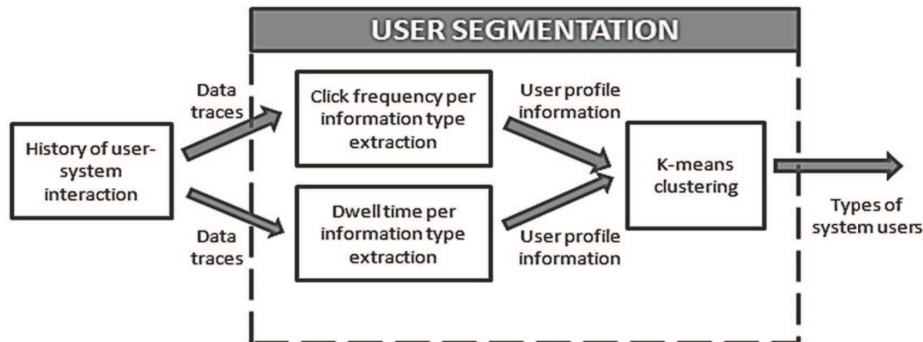 USER SEGMENTATION
Data
traces
Click frequency per
information type
extraction
User profile
information
History of user-
system
interaction
K-means
clustering
Data
traces
Dwell time per
information type
extraction
User profile
information
Types of
system users